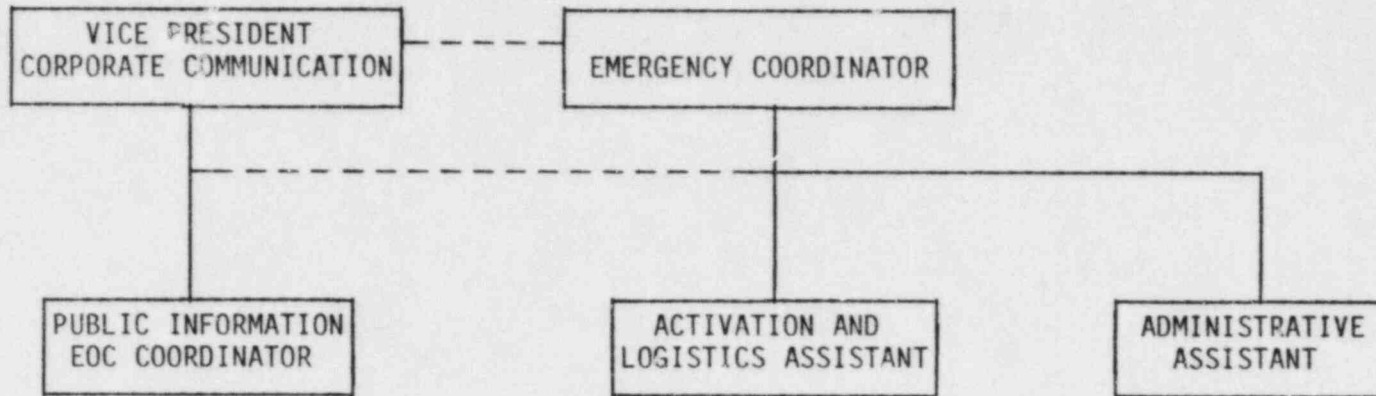 VICE PRESIDENT
CORPORATE COMMUNICATION
EMERGENCY COORDINATOR
PUBLIC INFORMATION
EOC COORDINATOR
ACTIVATION AND
LOGISTICS ASSISTANT
ADMINISTRATIVE
ASSISTANT